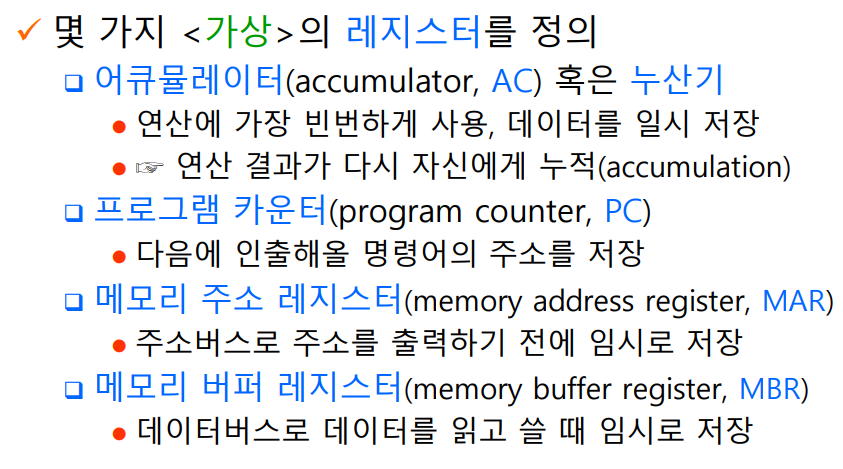 ✓ 몇 가지 <가상>의 레지스터를 정의
❑ 어큐뮬레이터(accumulator, AC) 혹은 누산기
● 연산에 가장 빈번하게 사용, 데이터를 일시 저장
● ☞ 연산 결과가 다시 자신에게 누적(accumulation)
❑ 프로그램 카운터(program counter, PC)
● 다음에 인출해올 명령어의 주소를 저장
❑ 메모리 주소 레지스터(memory address register, MAR)
● 주소버스로 주소를 출력하기 전에 임시로 저장
❑ 메모리 버퍼 레지스터(memory buffer register, MBR)
● 데이터버스로 데이터를 읽고 쓸 때 임시로 저장